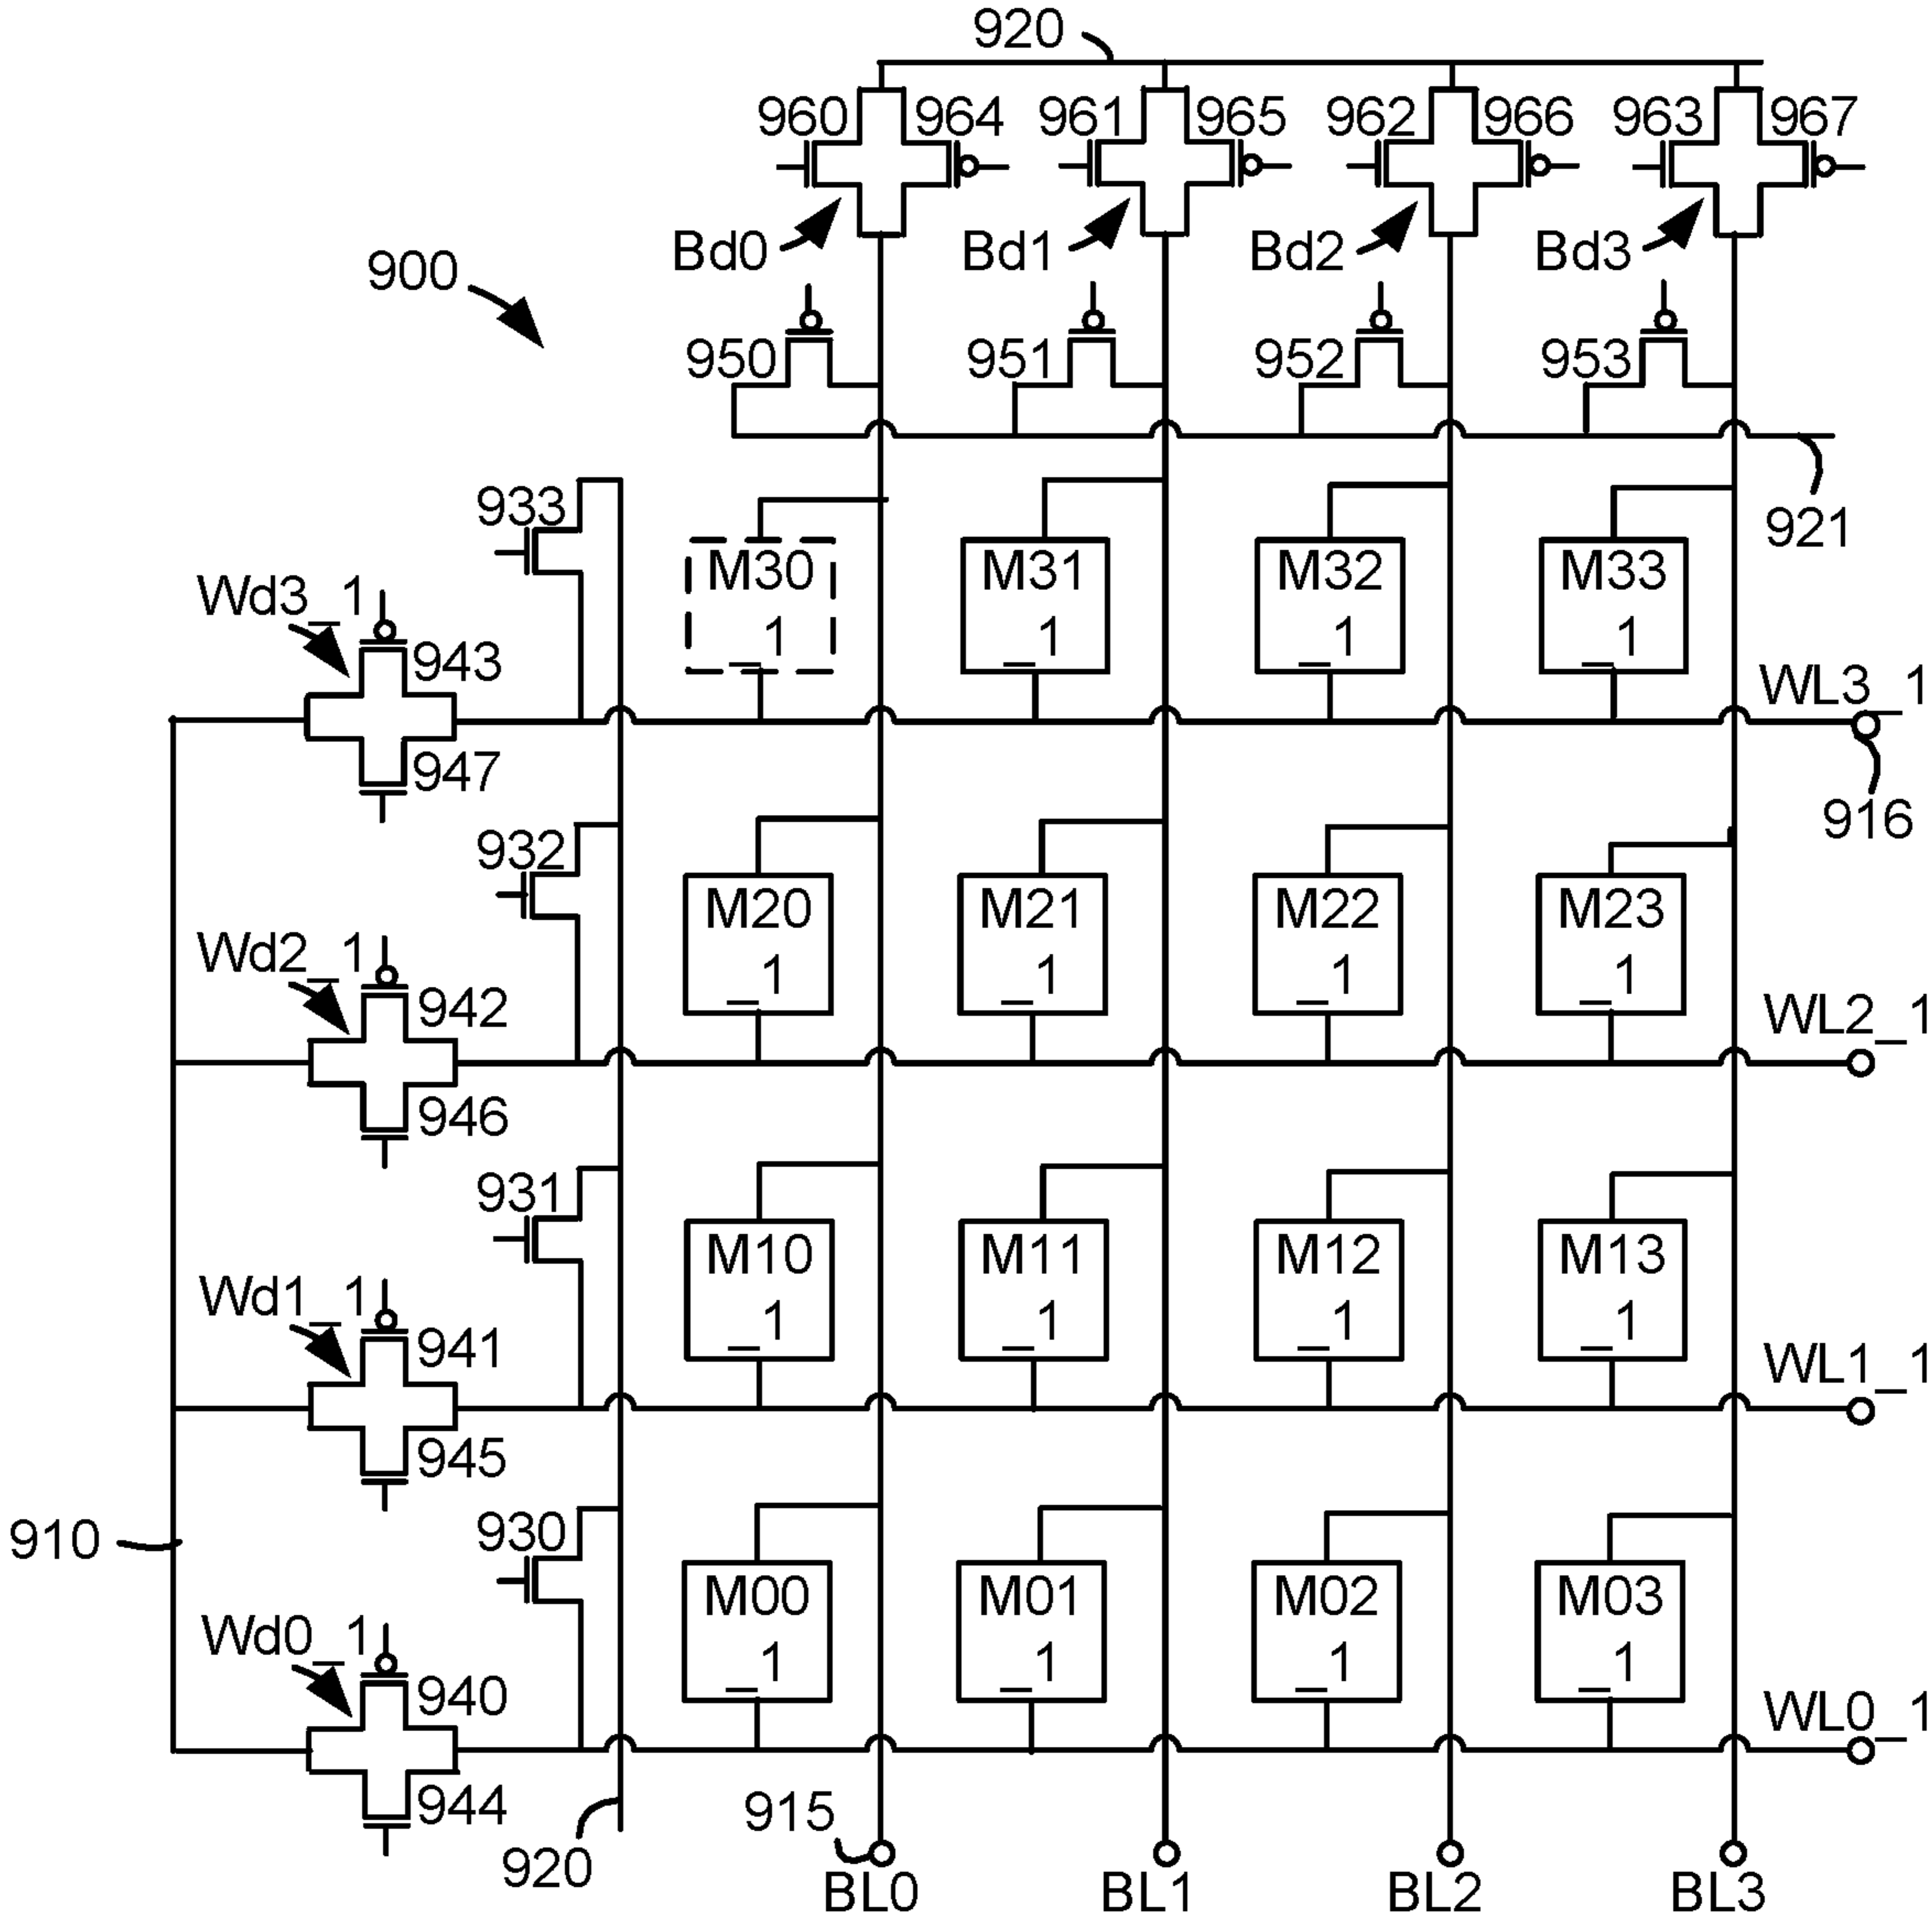 920
960 964 961 965 962 966 963 967
Bd0 Bd1 Bd2 Bd3
900
950 951 952 953
933
921
M30 M31 M32 M33
Wd3_1
_1 _1 _1 _1
943
WL3_1
947
916
932
M20 M21 M22 M23
Wd2_1
_1 _1 _1 _1
942
WL2_1
946
931
M10 M11 M12 M13
Wd1_1
_1 _1 _1 _1
941
WL1_1
945
910
930
M00 M01 M02 M03
Wd0_1
_1 _1 _1 _1
940
WL0_1
944
915
920
BL0 BL1 BL2 BL3